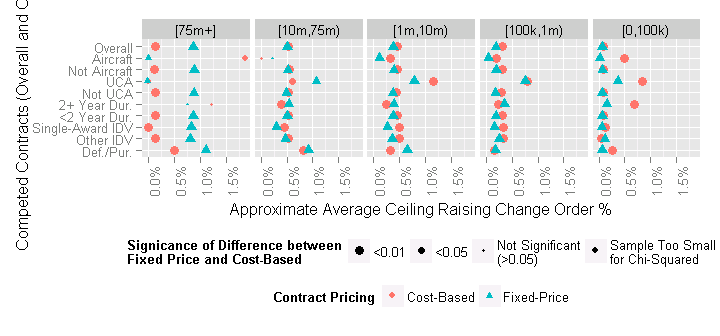 [75m+] [10m,75m) [1m,10m) [100k,1m) [0,100k)
Overall
Aircraft
Not Aircraft
UCA
Not UCA
2+ Year Dur.
<2 Year Dur.
Single-Award IDV
Other IDV
Def./Pur.
Competed Contracts (Overall and C
0.0% 0.5% 1.0% 1.5% 0.0% 0.5% 1.0% 1.5% 0.0% 0.5% 1.0% 1.5% 0.0% 0.5% 1.0% 1.5% 0.0% 0.5% 1.0% 1.5%
Approximate Average Ceiling Raising Change Order %
Signicance of Difference between
Fixed Price and Cost-Based
<0.01
<0.05
Not Significant
(>0.05)
Sample Too Small
for Chi-Squared
Contract Pricing Cost-Based Fixed-Price